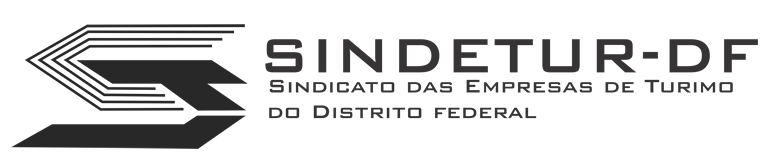 SINDETUR-DF
SINDICATO DAS EMPRESAS DE TURIMO
DO DISTRITO FEDERAL